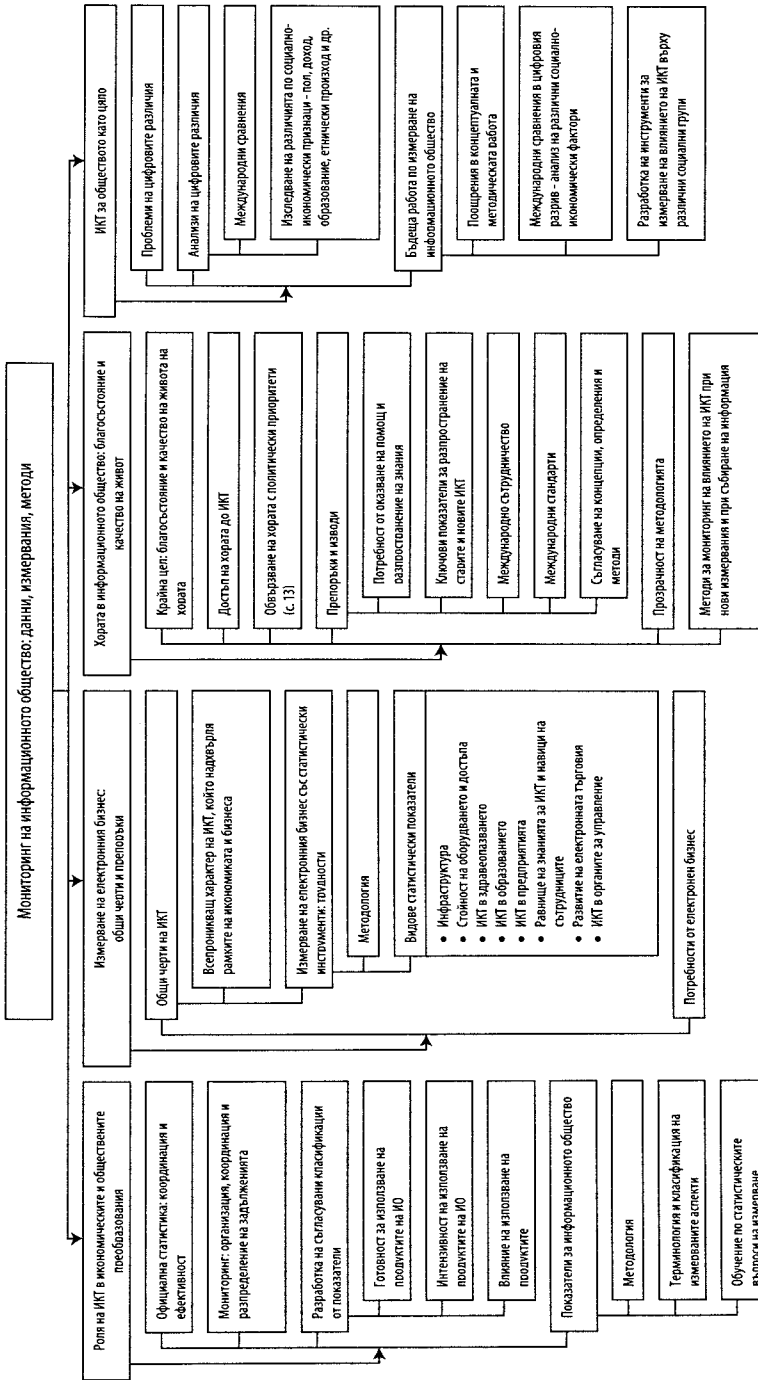 Мониторинг на информационното общество: данни, измервания, методи
Роля на ИКТ в икономическите и обществените
преобразования
Официална статистика: координация и
ефективност
Мониторинг: организация, координация и
разпределение на задълженията
Разработка на съгласувани класификации
от показатели
Готовност за използване на
продуктите на ИО
Интензивност на използване на
продуктите на ИО
Влияние на използване на
продуктите
Показатели за информационното общество
Методология
Терминология и класификация на
измерваните аспекти
Обучение по статистическите
въпроси на измерване
Измерване на електронния бизнес:
общи черти и препоръки
Общи черти на ИКТ
Всепроникващ характер на ИКТ, който надхвърля
рамките на икономиката и бизнеса
Измерване на електронния бизнес със статистически
инструменти: трудности
Методология
Видове статистически показатели
• Инфраструктура
• Стойност на оборудването и достъпа
• ИКТ в здравеопазването
• ИКТ в образованието
• ИКТ в предприятията
• Равнище на знанията за ИКТ и навици на
сътрудниците
• Развитие на електронната търговия
• ИКТ в органите за управление
Потребности от електронен бизнес
Хората в информационното общество: благосъстояние и
качество на живот
Крайна цел: благосъстояние и качество на живота на
хората
Достъп на хората до ИКТ
Обвързване на хората с политически приоритети
(с. 13)
Препоръки и изводи
Потребност от оказване на помощ и
разпространение на знания
Ключови показатели за разпространение на
старите и новите ИКТ
Международно сътрудничество
Международни стандарти
Съгласуване на концепции, определения и
методи
Прозрачност на методологията
Методи за мониторинг на влиянието на ИКТ при
нови измервания и при събиране на информация
ИКТ за обществото като цяло
Проблеми на цифровите различия
Анализи на цифровите различия
Международни сравнения
Изследване на различията по социално-
икономически признаци – пол, доход,
образование, етнически произход и др.
Бъдеща работа по измерване на
информационното общество
Поощрения в концептуалната и
методическата работа
Международни сравнения в цифровия
разрив – анализ на различни социално-
икономически фактори
Разработка на инструменти за
измерване на влиянието на ИКТ върху
различни социални групи